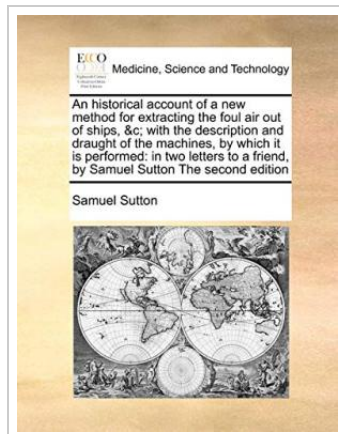 ECCO
Medicine, Science and Technology
An historical account of a new
method for extracting the foul air out
of ships, &c; with the description and
draught of the machines, by which it
is performed: in two letters to a friend,
by Samuel Sutton The second edition
Samuel Sutton